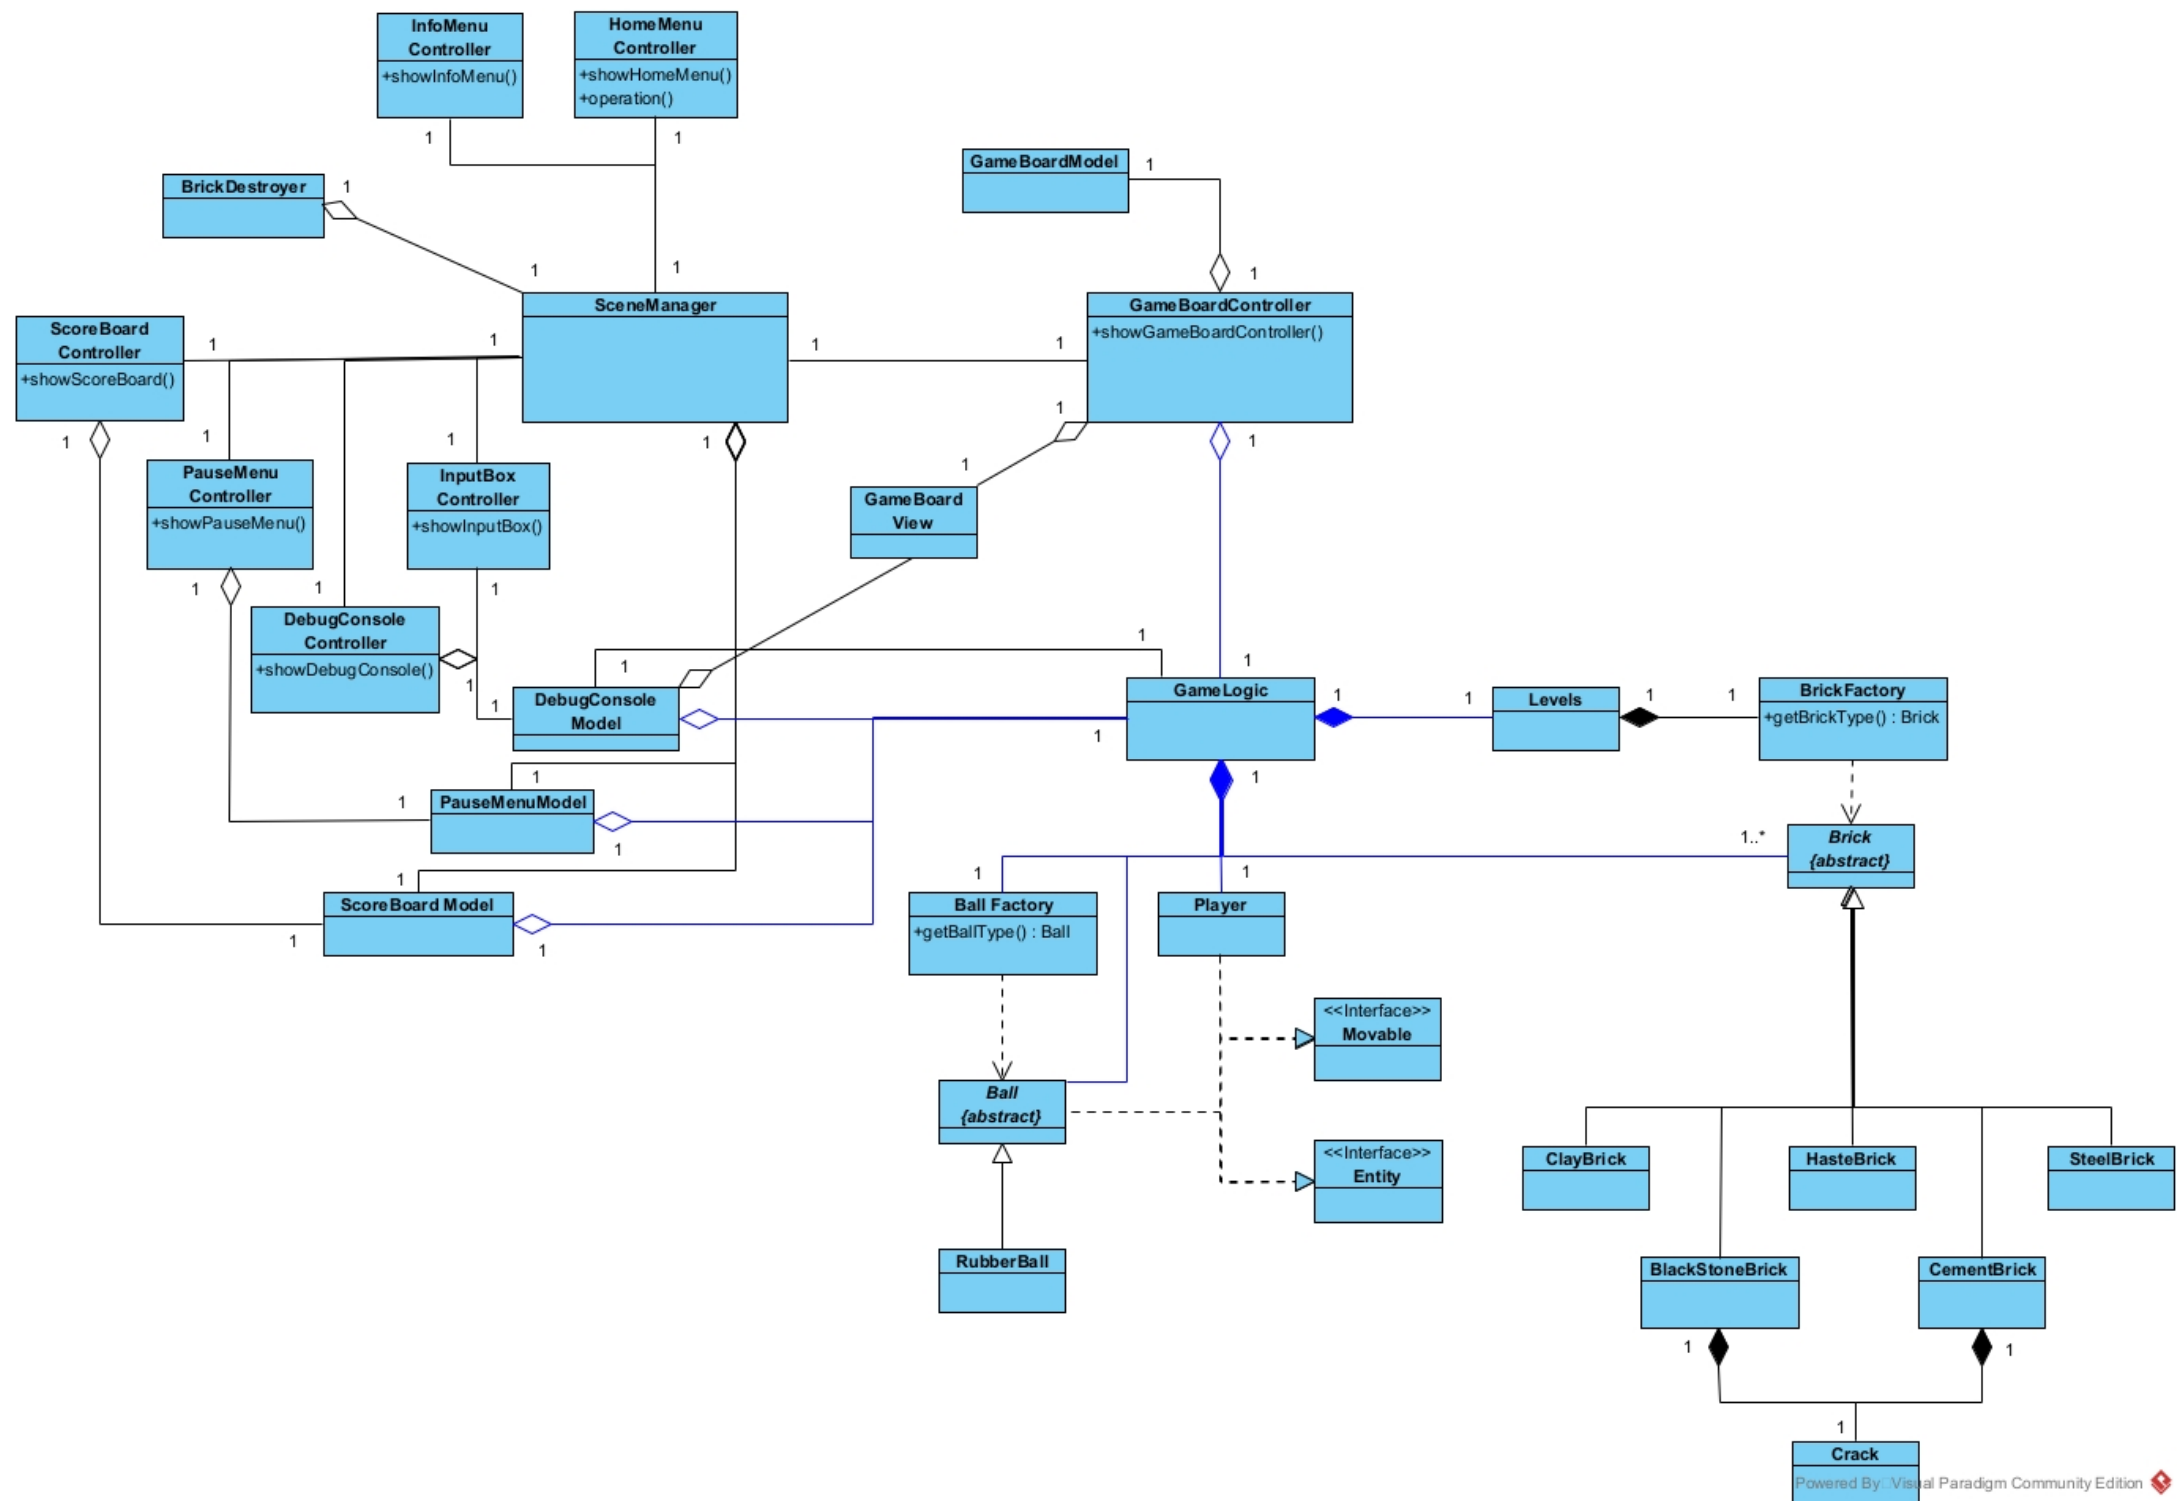 InfoMenu
Controller
+showInfoMenu()
HomeMenu
Controller
+showHomeMenu()
+operation()
1
1
GameBoardModel
1
BrickDestroyer
1
1
1
1
SceneManager
GameBoardController
+showGameBoardController()
ScoreBoard
Controller
+showScoreBoard()
1
1
1
1
1
1
1
1
1
1
PauseMenu
Controller
+showPauseMenu()
InputBox
Controller
+showInputBox()
1
GameBoard
View
1
1
1
DebugConsole
Controller
+showDebugConsole()
1
1
1
1
1
DebugConsole
Model
GameLogic
1
1
Levels
1
1
BrickFactory
+getBrickType() : Brick
1
1
1
1
PauseMenuModel
1
1..*
Brick
{abstract}
1
1
1
ScoreBoard Model
1
1
Ball Factory
+getBallType() : Ball
Player
<<Interface>>
Movable
Ball
{abstract}
<<Interface>>
Entity
ClayBrick
HasteBrick
SteelBrick
RubberBall
BlackStoneBrick
CementBrick
1
1
1
Crack
Powered By Visual Paradigm Community Edition